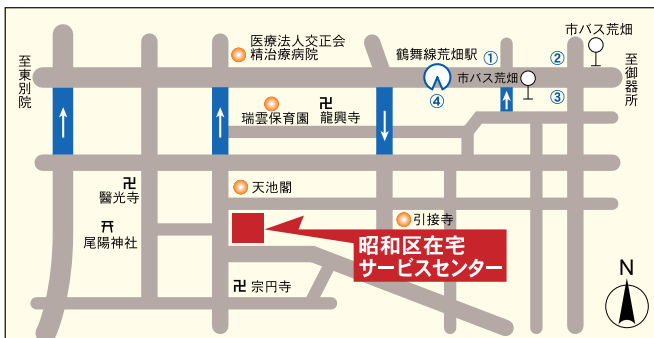 医療法人交正会
精治療病院
鶴舞線荒畑駅
①
②
市バス荒畑
至東別院
至御器所
市バス荒畑
④
③
瑞雲保育園
卍
龍興寺
卍
醫光寺
天池閣
引接寺
尾陽神社
昭和区在宅
サービスセンター
卍 宗円寺
N